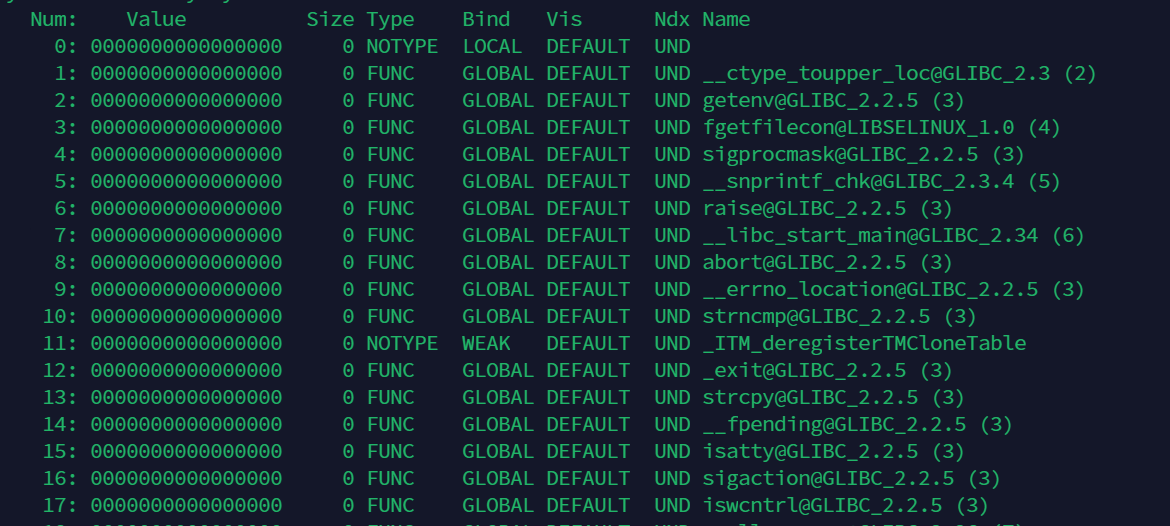 Num:    Value          Size Type    Bind   Vis      Ndx Name
0: 0000000000000000     0 NOTYPE  LOCAL  DEFAULT  UND
1: 0000000000000000     0 FUNC    GLOBAL DEFAULT  UND __ctype_toupper_loc@GLIBC_2.3 (2)
2: 0000000000000000     0 FUNC    GLOBAL DEFAULT  UND getenv@GLIBC_2.2.5 (3)
3: 0000000000000000     0 FUNC    GLOBAL DEFAULT  UND fgetfilecon@LIBSELINUX_1.0 (4)
4: 0000000000000000     0 FUNC    GLOBAL DEFAULT  UND sigprocmask@GLIBC_2.2.5 (3)
5: 0000000000000000     0 FUNC    GLOBAL DEFAULT  UND __snprintf_chk@GLIBC_2.3.4 (5)
6: 0000000000000000     0 FUNC    GLOBAL DEFAULT  UND raise@GLIBC_2.2.5 (3)
7: 0000000000000000     0 FUNC    GLOBAL DEFAULT  UND __libc_start_main@GLIBC_2.34 (6)
8: 0000000000000000     0 FUNC    GLOBAL DEFAULT  UND abort@GLIBC_2.2.5 (3)
9: 0000000000000000     0 FUNC    GLOBAL DEFAULT  UND __errno_location@GLIBC_2.2.5 (3)
10: 0000000000000000     0 FUNC    GLOBAL DEFAULT  UND strncmp@GLIBC_2.2.5 (3)
11: 0000000000000000     0 NOTYPE  WEAK   DEFAULT  UND _ITM_deregisterTMCloneTable
12: 0000000000000000     0 FUNC    GLOBAL DEFAULT  UND _exit@GLIBC_2.2.5 (3)
13: 0000000000000000     0 FUNC    GLOBAL DEFAULT  UND strcpy@GLIBC_2.2.5 (3)
14: 0000000000000000     0 FUNC    GLOBAL DEFAULT  UND __fpending@GLIBC_2.2.5 (3)
15: 0000000000000000     0 FUNC    GLOBAL DEFAULT  UND isatty@GLIBC_2.2.5 (3)
16: 0000000000000000     0 FUNC    GLOBAL DEFAULT  UND sigaction@GLIBC_2.2.5 (3)
17: 0000000000000000     0 FUNC    GLOBAL DEFAULT  UND iswcntrl@GLIBC_2.2.5 (3)